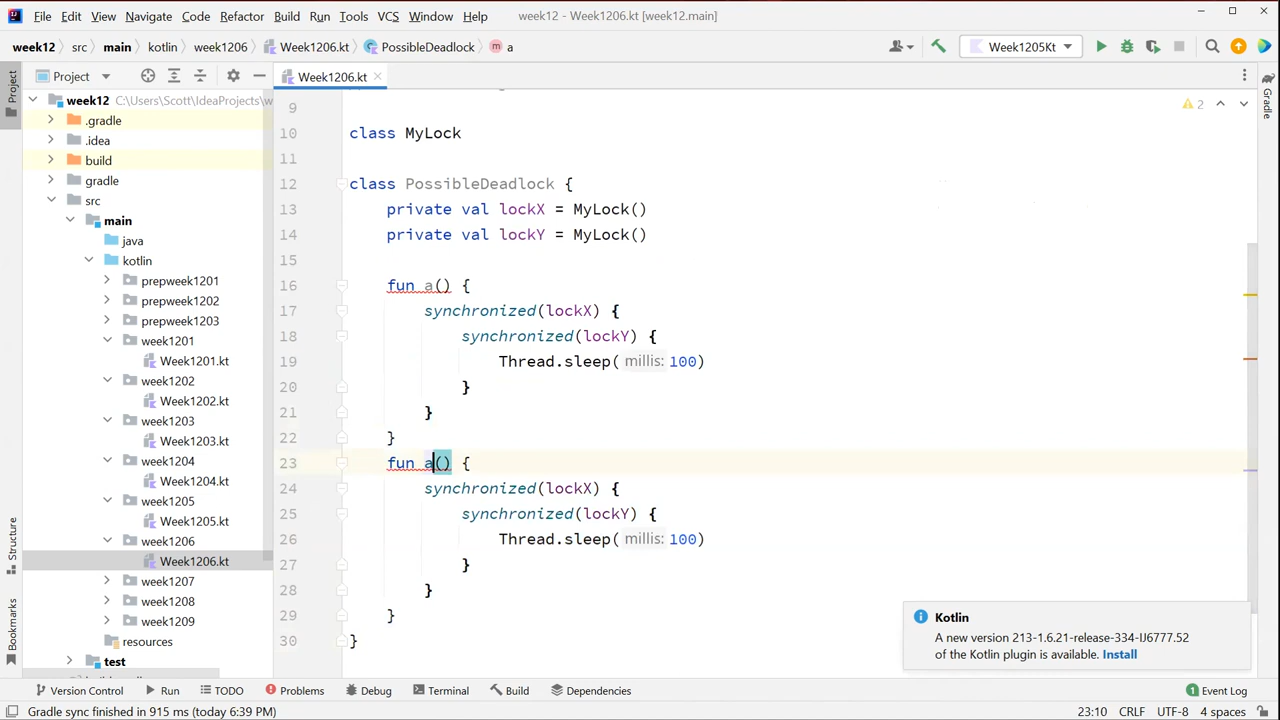 File Edit View Navigate Code Refactor Build Run Tools VCS Window Help week12 - Week1206.kt [week12.main]
week12 src main kotlin week1206 Week1206.kt PossibleDeadlock m a Week1205Kt
Project Week1206.kt
Project
Structure
Bookmarks
week12 C:\Users\Scott\IdeaProjects\w
.gradle
.idea
build
gradle
src
main
java
kotlin
prepweek1201
prepweek1202
prepweek1203
week1201
Week1201.kt
week1202
Week1202.kt
week1203
Week1203.kt
week1204
Week1204.kt
week1205
Week1205.kt
week1206
Week1206.kt
week1207
week1208
week1209
resources
test
2
9
10 class MyLock
11
12 class PossibleDeadlock {
13 private val lockX = MyLock()
14 private val lockY = MyLock()
15
16 fun a() {
17 synchronized(lockX) {
18 synchronized(lockY) {
19 Thread.sleep( millis: 100)
20 }
21 }
22 }
23 fun a() {
24 synchronized(lockX) {
25 synchronized(lockY) {
26 Thread.sleep( millis: 100)
27 }
28 }
29 }
30 }
Gradle
Kotlin
A new version 213-1.6.21-release-334-IJ6777.52
of the Kotlin plugin is available. Install
Version Control Run TODO Problems Debug Terminal Build Dependencies 1 Event Log
Gradle sync finished in 915 ms (today 6:39 PM) 23:10 CRLF UTF-8 4 spaces